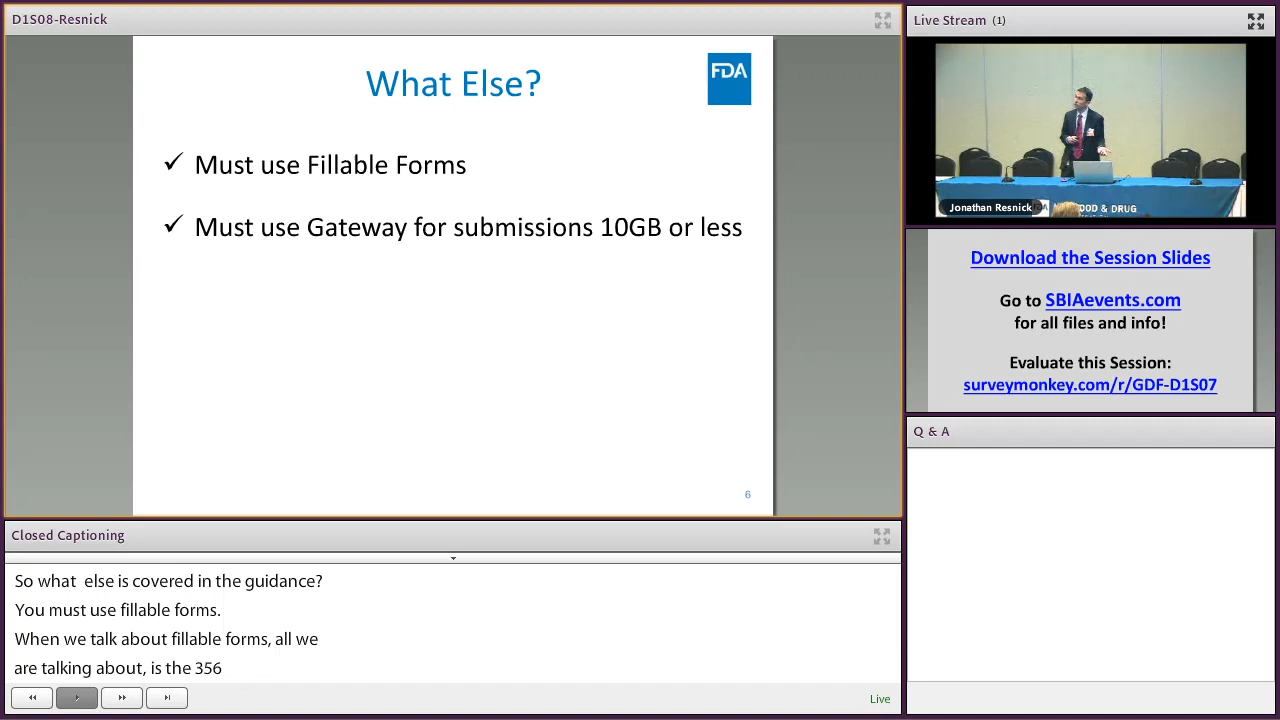 D1S08-Resnick
What Else?
FDA
✓ Must use Fillable Forms
✓ Must use Gateway for submissions 10GB or less
6
Closed Captioning
So what  else is covered in the guidance?
You must use fillable forms.
When we talk about fillable forms, all we
are talking about, is the 356
Live
Live Stream (1)
Jonathan Resnick
OOD & DRUG
Download the Session Slides
Go to SBIAevents.com
for all files and info!
Evaluate this Session:
surveymonkey.com/r/GDF-D1S07
Q & A